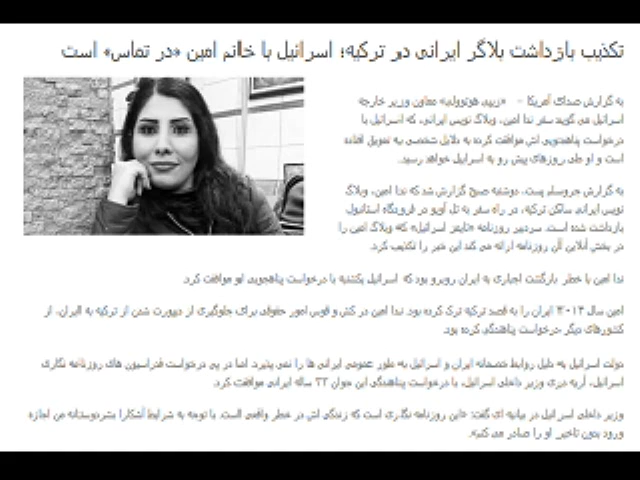 تکذیب بازداشت بلاگر ایرانی در ترکیه؛ اسرائیل با خانم امین «در تماس» است
به گزارش صدای آمریکا - «زیپی هوتوولی» معاون وزیر خارجه
اسرائیل می گوید سفر ندا امین، وبلاگ نویس ایرانی، که اسرائیل با
درخواست پناهجویی اش موافقت کرده به دلایل شخصی به تعویق افتاده
است و او طی روزهای پیش رو به اسرائیل خواهد رسید.
به گزارش جروسلم پست، دوشنبه صبح گزارش شد که ندا امین، وبلاگ
نویس ایرانی ساکن ترکیه، در راه سفر به تل آویو در فرودگاه استانبول
بازداشت شده است. سردبیر روزنامه «تایمز اسرائیل» که وبلاگ امین را
در بخش آنلاین آن روزنامه ارائه می کند این خبر را تکذیب کرد.
ندا امین با خطر بازگشت اجباری به ایران روبرو بود که اسرائیل یکشنبه با درخواست پناهجویی او موافقت کرد.
امین سال ۲۰۱۴ ایران را به قصد ترکیه ترک کرده بود. ندا امین در کش و قوس امور حقوقی برای جلوگیری از دیپورت شدن از ترکیه به ایران، از
کشورهای دیگر درخواست پناهندگی کرده بود.
دولت اسرائیل به دلیل روابط خصمانه ایران و اسرائیل به طور عمومی ایرانی ها را نمی پذیرد. اما در پی درخواست فدراسیون های روزنامه نگاری
اسرائیل، آریه دری وزیر داخلی اسرائیل، با درخواست پناهندگی این جوان ۳۲ ساله ایرانی موافقت کرد.
وزیر داخلی اسرائیل در بیانیه ای گفت: «این روزنامه نگاری است که زندگی اش در خطر واقعی است. با توجه به شرایط آشکارا بشردوستانه من اجازه
ورود بدون تاخیر او را صادر می کنم».